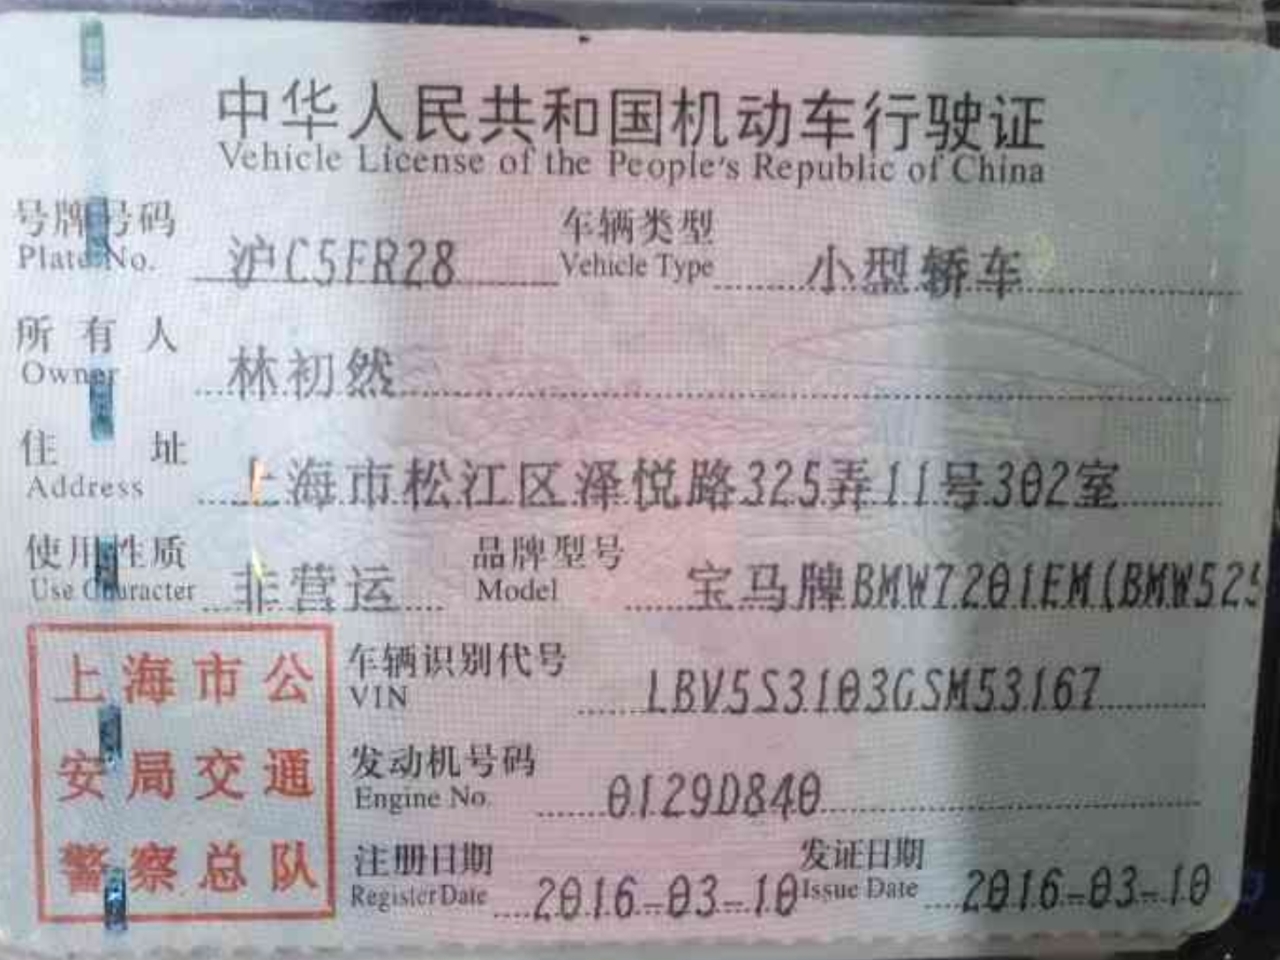 中华人民共和国机动车行驶证
Vehicle License of the People's Republic of China
号牌号码 沪C5FR28 车辆类型 小型轿车
Plate No. Vehicle Type
所有人 林初然
Owner
住址 上海市松江区泽悦路325弄11号302室
Address
使用性质 非营运 品牌型号 宝马牌BMW7201EM(BMW525
Use Character Model
上海市公
安局交通
警察总队
车辆识别代号 LBV5S3103GSM53167
VIN
发动机号码 0129D840
Engine No.
注册日期 2016-03-10 发证日期 2016-03-10
Register Date Issue Date